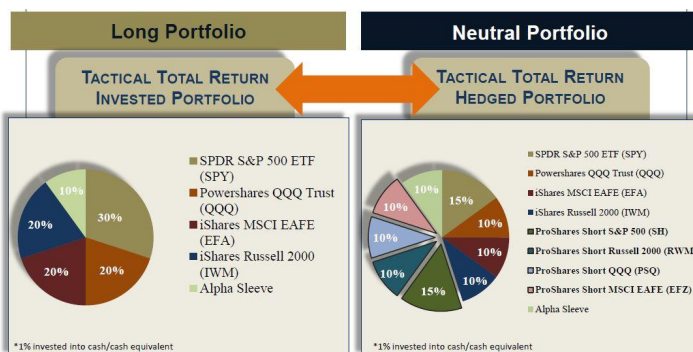 Long Portfolio
TACTICAL TOTAL RETURN
INVESTED PORTFOLIO
10%
30%
20%
20%
20%
SPDR S&P 500 ETF
(SPY)
Powershares QQQ Trust
(QQQ)
iShares MSCI EAFE
(EFA)
iShares Russell 2000
(IWM)
Alpha Sleeve
*1% invested into cash/cash equivalent
Neutral Portfolio
TACTICAL TOTAL RETURN
HEDGED PORTFOLIO
10%
15%
10%
10%
10%
10%
10%
10%
15%
SPDR S&P 500 ETF (SPY)
Powershares QQQ Trust (QQQ)
iShares MSCI EAFE (EFA)
iShares Russell 2000 (IWM)
ProShares Short S&P 500 (SH)
ProShares Short Russell 2000 (RWM)
ProShares Short QQQ (PSQ)
ProShares Short MSCI EAFE (EFZ)
Alpha Sleeve
*1% invested into cash/cash equivalent